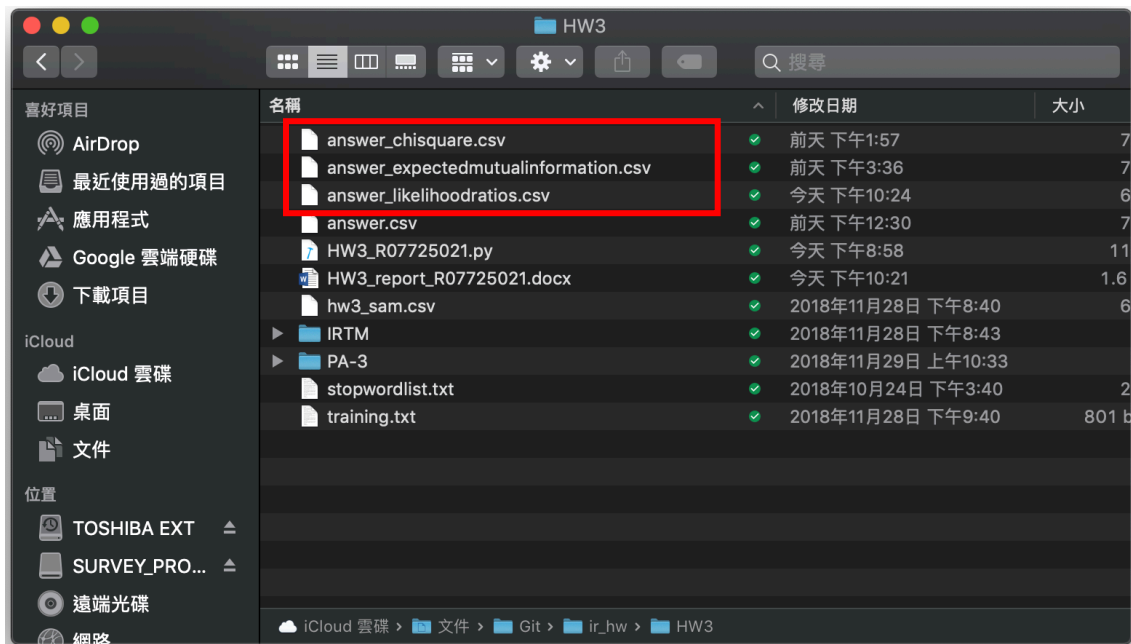 HW3
搜尋
喜好項目
AirDrop
最近使用過的項目
應用程式
Google 雲端硬碟
下載項目
iCloud
iCloud 雲碟
桌面
文件
位置
TOSHIBA EXT
SURVEY_PRO...
遠端光碟
網路
名稱 修改日期 大小
answer_chisquare.csv 前天 下午1:57 7
answer_expectedmutualinformation.csv 前天 下午3:36 7
answer_likelihoodratios.csv 今天 下午10:24 6
answer.csv 前天 下午12:30 7
HW3_R07725021.py 今天 下午8:58 11
HW3_report_R07725021.docx 今天 下午10:21 1.6
hw3_sam.csv 2018年11月28日 下午8:40 6
IRTM 2018年11月28日 下午8:43
PA-3 2018年11月29日 上午10:33
stopwordlist.txt 2018年10月24日 下午3:40 2
training.txt 2018年11月28日 下午9:40 801 b
iCloud 雲碟 › 文件 › Git › ir_hw › HW3